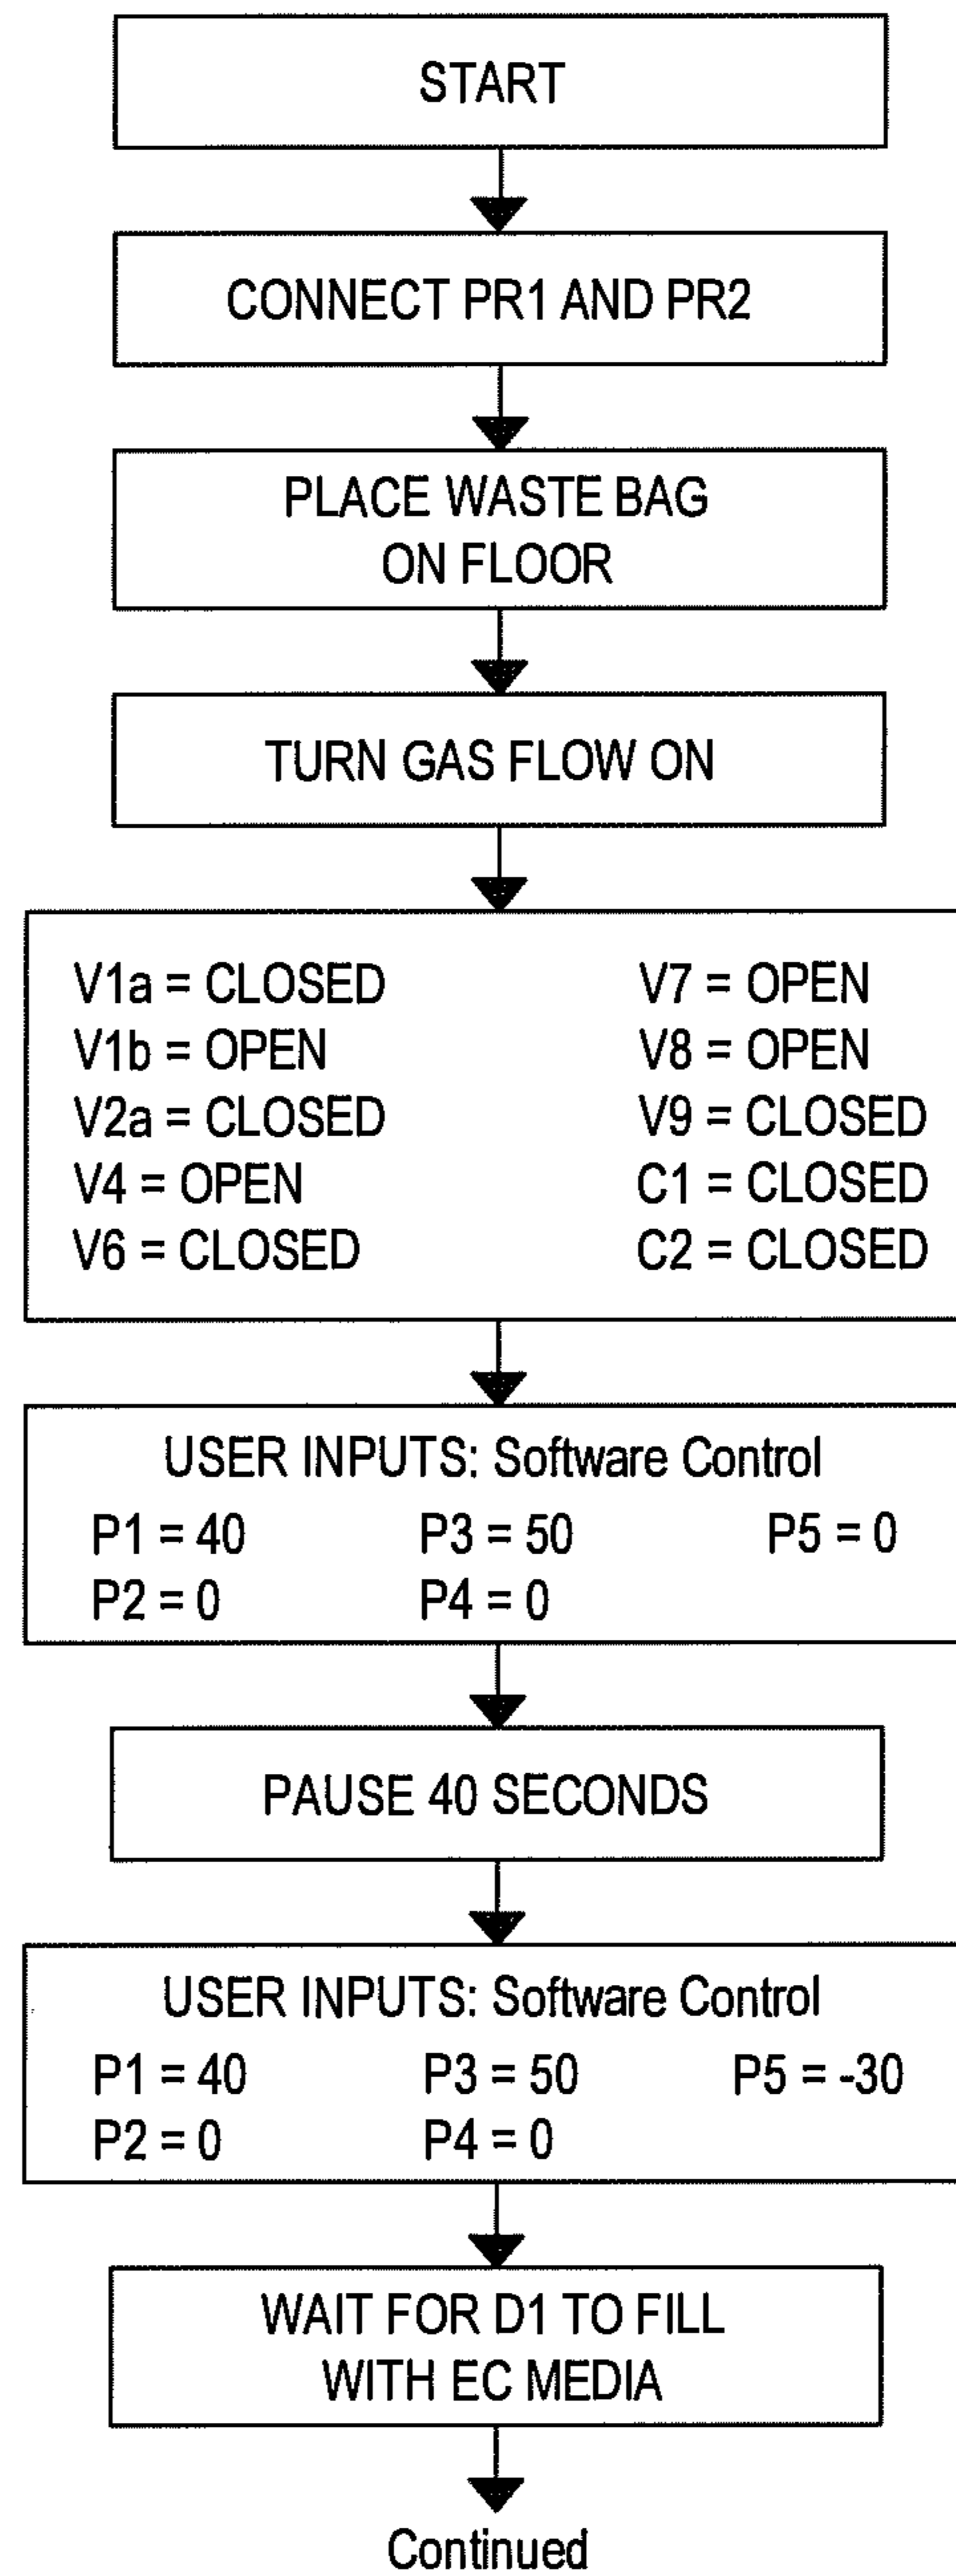 START
CONNECT PR1 AND PR2
PLACE WASTE BAG
ON FLOOR
TURN GAS FLOW ON
V1a = CLOSED V7 = OPEN
V1b = OPEN V8 = OPEN
V2a = CLOSED V9 = CLOSED
V4 = OPEN C1 = CLOSED
V6 = CLOSED C2 = CLOSED
USER INPUTS: Software Control
P1 = 40 P3 = 50 P5 = 0
P2 = 0 P4 = 0
PAUSE 40 SECONDS
USER INPUTS: Software Control
P1 = 40 P3 = 50 P5 = -30
P2 = 0 P4 = 0
WAIT FOR D1 TO FILL
WITH EC MEDIA
Continued